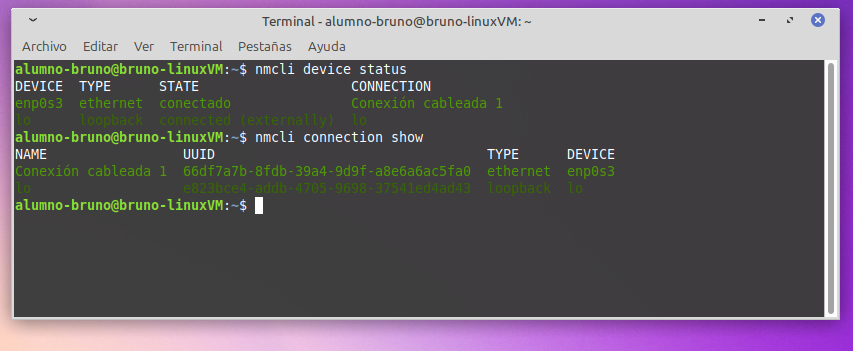 Terminal - alumno-bruno@bruno-linuxVM: ~
Archivo Editar Ver Terminal Pestañas Ayuda
alumno-bruno@bruno-linuxVM:~$ nmcli device status
DEVICE TYPE STATE CONNECTION
enp0s3 ethernet conectado Conexión cableada 1
lo loopback connected (externally) lo
alumno-bruno@bruno-linuxVM:~$ nmcli connection show
NAME UUID TYPE DEVICE
Conexión cableada 1 66df7a7b-8fdb-39a4-9d9f-a8e6a6ac5fa0 ethernet enp0s3
lo e823bce4-addb-4705-9698-37541ed4ad43 loopback lo
alumno-bruno@bruno-linuxVM:~$